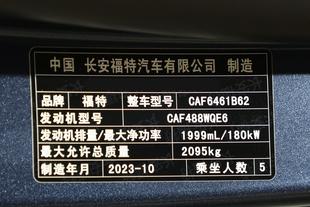 中国 长安福特汽车有限公司 制造
品牌 福特 整车型号 CAF6461B62
发动机型号 CAF488WQE6
发动机排量/最大净功率 1999mL/180kW
最大允许总质量 2095kg
制造年月 2023-10 乘坐人数 5